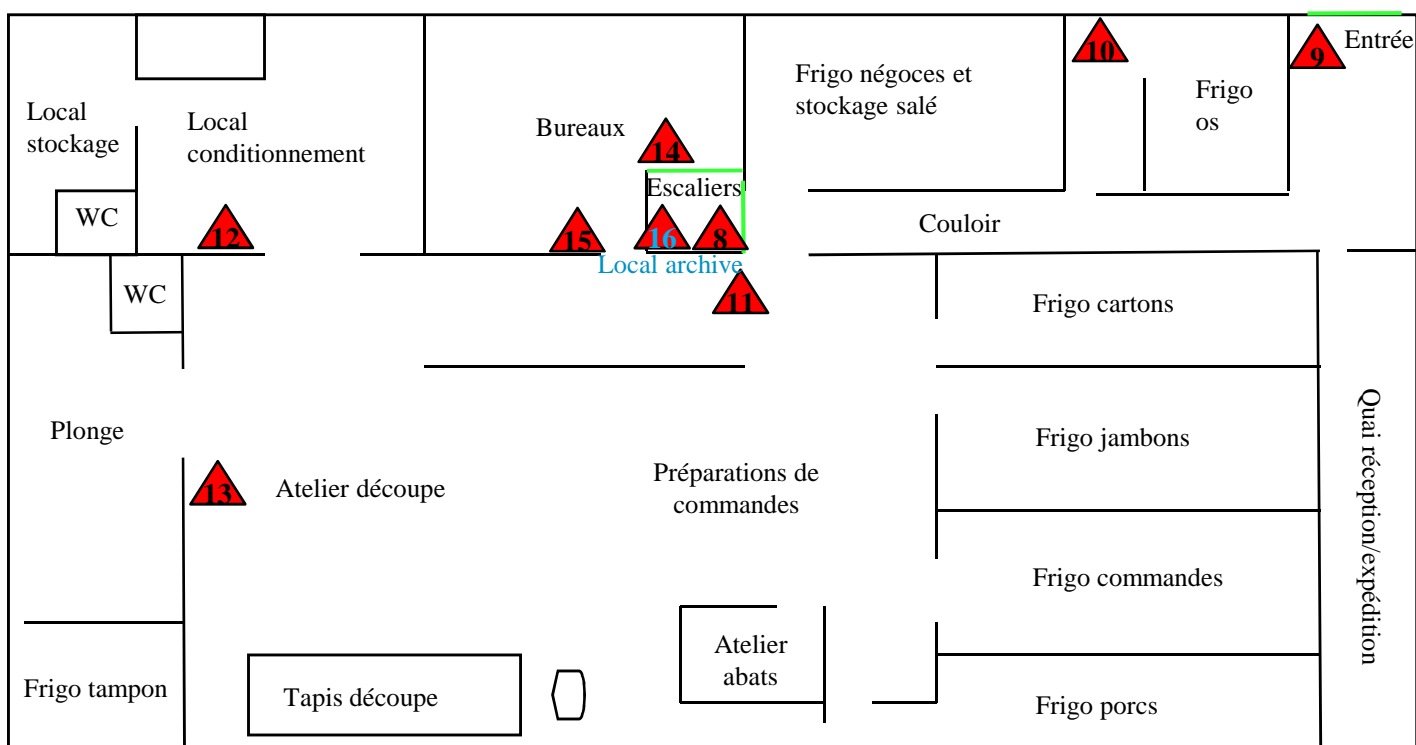 10
9
Entrée
Frigo négoces et
stockage salé
Frigo
os
Local
stockage
Local
conditionnement
Bureaux
14
Escaliers
WC
12
15
16
8
Couloir
Local archive
WC
11
Frigo cartons
Plonge
Frigo jambons
Quai réception/expédition
13
Atelier découpe
Préparations de
commandes
Frigo commandes
Atelier
abats
Frigo tampon
Tapis découpe
Frigo porcs